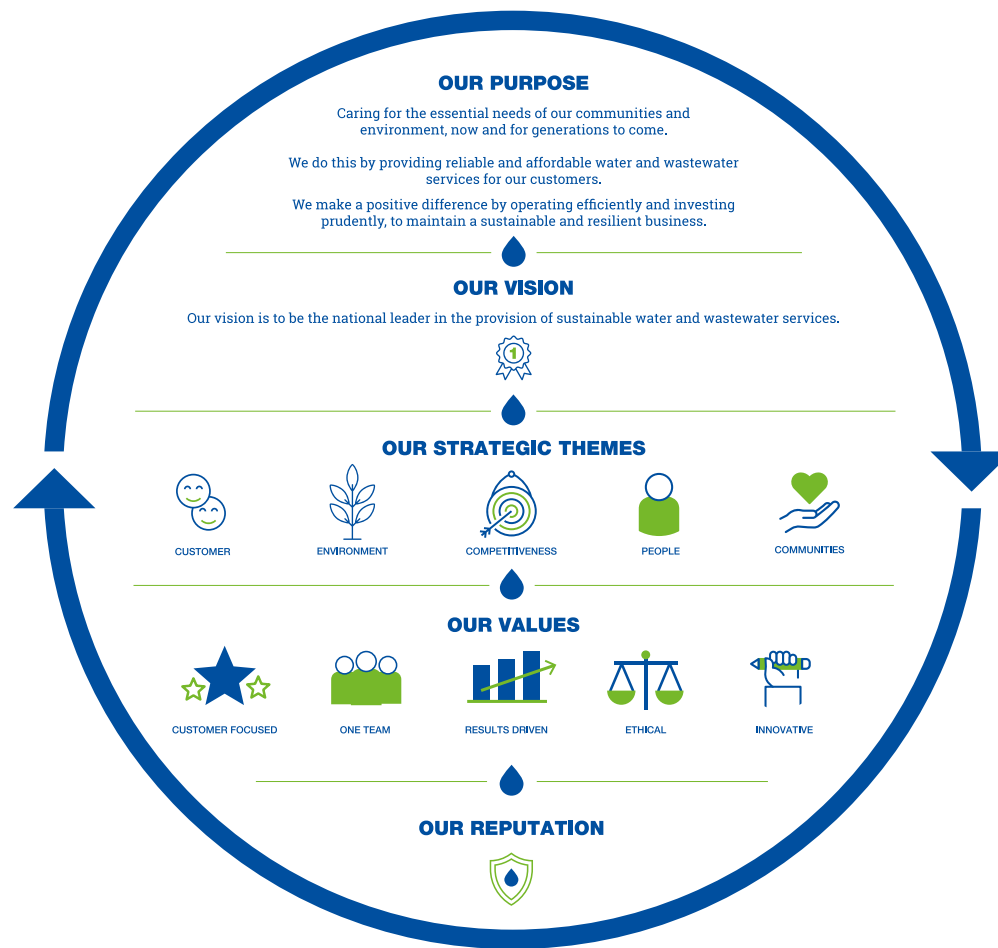 OUR PURPOSE
Caring for the essential needs of our communities and
environment, now and for generations to come.
We do this by providing reliable and affordable water and wastewater
services for our customers.
We make a positive difference by operating efficiently and investing
prudently, to maintain a sustainable and resilient business.
OUR VISION
Our vision is to be the national leader in the provision of sustainable water and wastewater services.
1
OUR STRATEGIC THEMES
CUSTOMER
ENVIRONMENT
COMPETITIVENESS
PEOPLE
COMMUNITIES
OUR VALUES
CUSTOMER FOCUSED
ONE TEAM
RESULTS DRIVEN
ETHICAL
INNOVATIVE
OUR REPUTATION